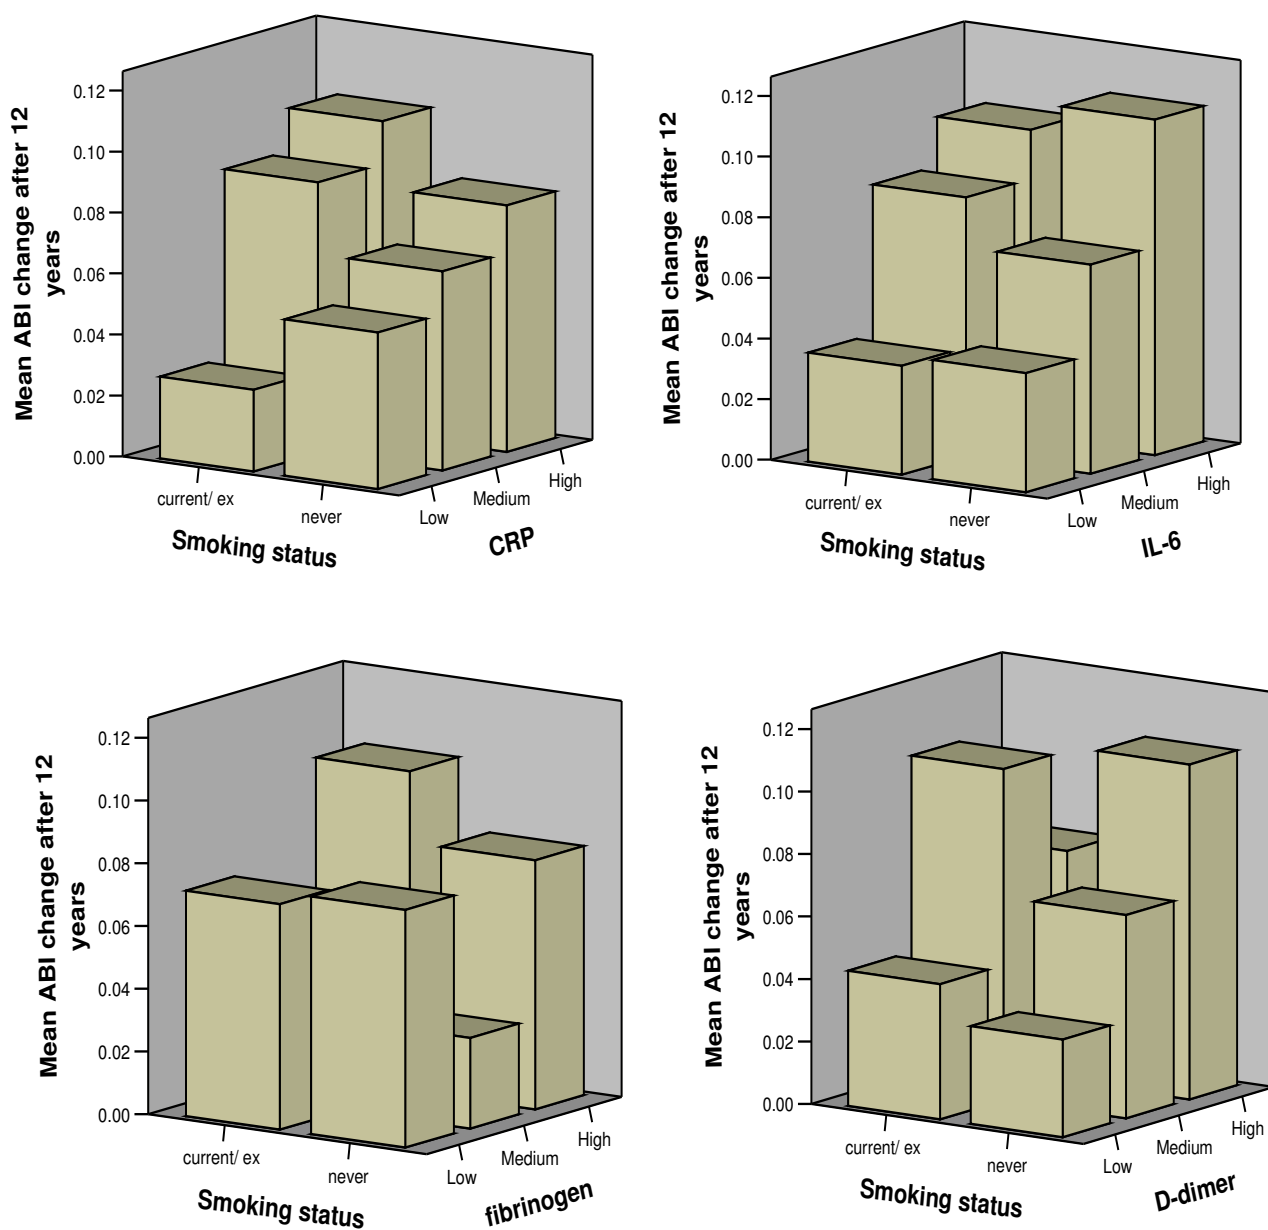 Mean ABI change after 12
years
0.12
0.10
0.08
0.06
0.04
0.02
0.00
current/ ex
never
Smoking status
Low
Medium
High
CRP
Mean ABI change after 12
years
0.12
0.10
0.08
0.06
0.04
0.02
0.00
current/ ex
never
Smoking status
Low
Medium
High
IL-6
Mean ABI change after 12
years
0.12
0.10
0.08
0.06
0.04
0.02
0.00
current/ ex
never
Smoking status
Low
Medium
High
fibrinogen
Mean ABI change after 12
years
0.12
0.10
0.08
0.06
0.04
0.02
0.00
current/ ex
never
Smoking status
Low
Medium
High
D-dimer